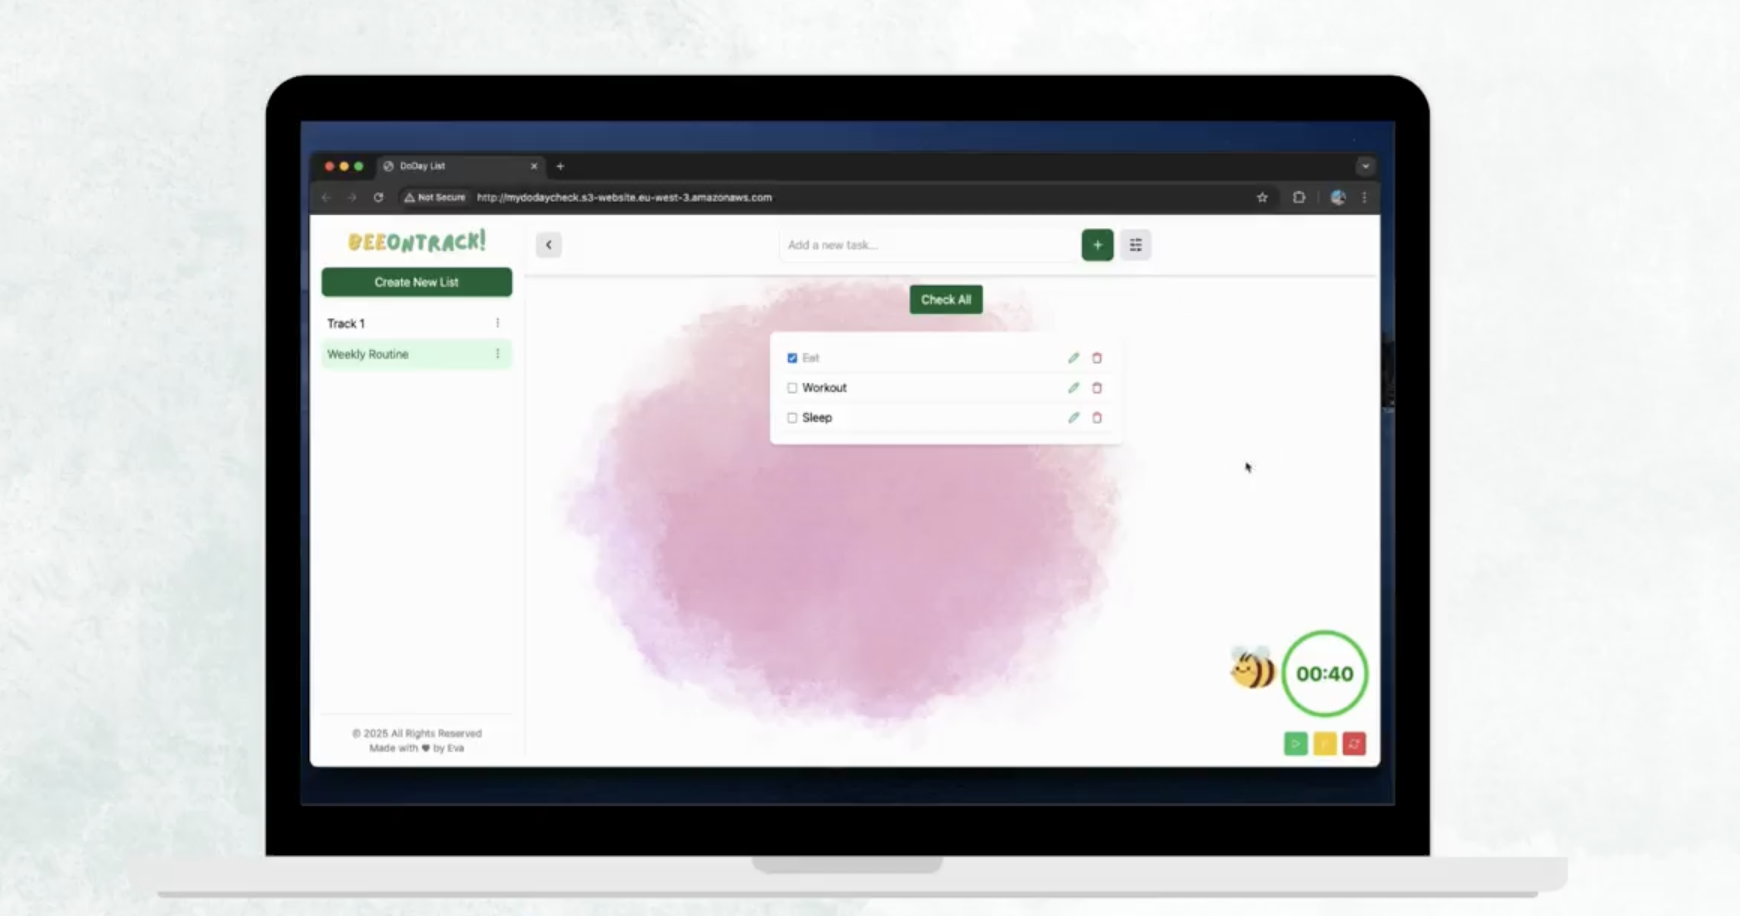 DoDay List
Not Secure http://mydodaycheck.s3-website.eu-west-3.amazonaws.com
BEEONTRACK!
Create New List
Track 1
Weekly Routine
© 2025 All Rights Reserved
Made with ♥ by Eva
Add a new task...
+
Check All
Eat
Workout
Sleep
00:40